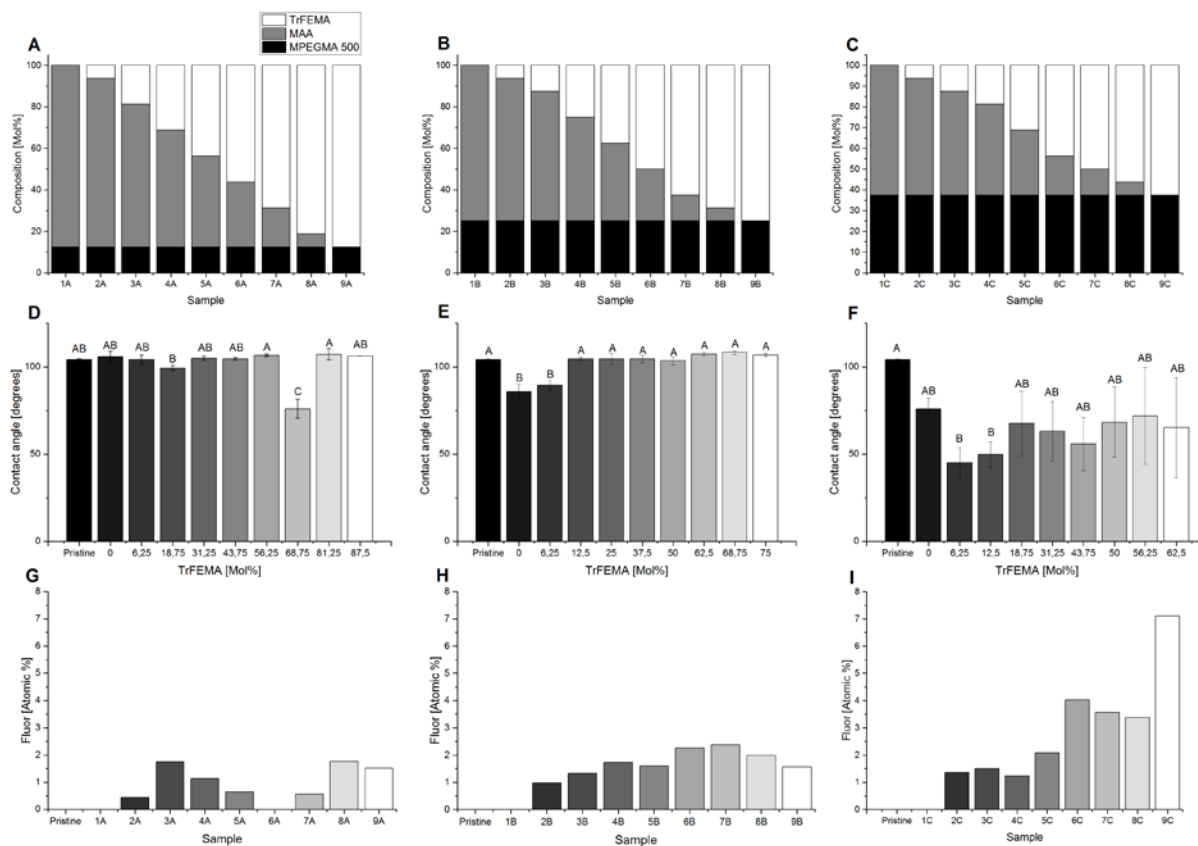 TrFEMA
MAA
MPEGMA 500
A
100
80
60
40
20
0
Composition [Mol%]
1A 2A 3A 4A 5A 6A 7A 8A 9A
Sample
B
100
80
60
40
20
0
Composition [Mol%]
1B 2B 3B 4B 5B 6B 7B 8B 9B
Sample
C
100
90
80
70
60
50
40
30
20
10
0
Composition [Mol%]
1C 2C 3C 4C 5C 6C 7C 8C 9C
Sample
D
100
50
0
Contact angle [degrees]
AB AB AB B AB AB A C A AB
Pristine 0 6,25 18,75 31,25 43,75 56,25 68,75 81,25 87,5
TrFEMA [Mol%]
E
100
50
0
Contact angle [degrees]
A B B A A A A A A A
Pristine 0 6,25 12,5 25 37,5 50 62,5 68,75 75
TrFEMA [Mol%]
F
100
50
0
Contact angle [degrees]
A AB B B AB AB AB AB AB AB
Pristine 0 6,25 12,5 18,75 31,25 43,75 50 56,25 62,5
TrFEMA [Mol%]
G
8
7
6
5
4
3
2
1
0
Fluor [Atomic %]
Pristine 1A 2A 3A 4A 5A 6A 7A 8A 9A
Sample
H
8
7
6
5
4
3
2
1
0
Fluor [Atomic %]
Pristine 1B 2B 3B 4B 5B 6B 7B 8B 9B
Sample
I
8
7
6
5
4
3
2
1
0
Fluor [Atomic %]
Pristine 1C 2C 3C 4C 5C 6C 7C 8C 9C
Sample